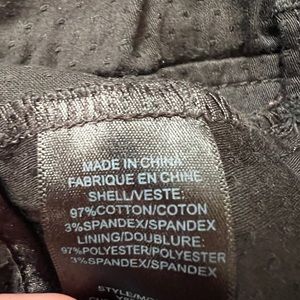 MADE IN CHINA
FABRIQUE EN CHINE
SHELL/VESTE:
97%COTTON/COTON
3%SPANDEX/SPANDEX
LINING/DOUBLURE:
97%POLYESTER/POLYESTER
3%SPANDEX/SPANDEX